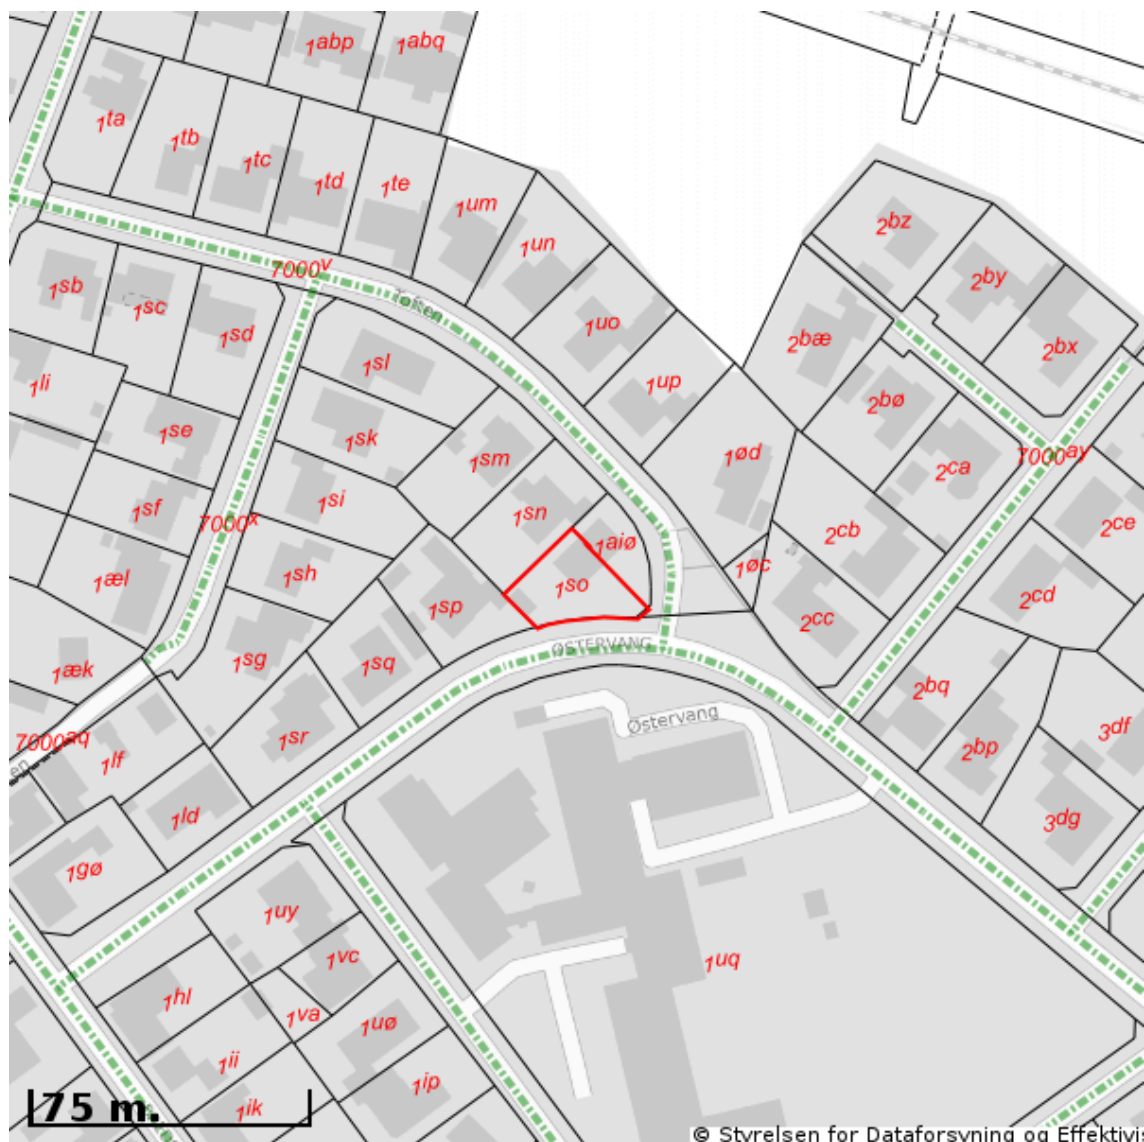 1abp
1abq
1ta
1tb
1tc
1td
1te
1um
1un
2bz
2by
7000v
1sb
1sc
1sd
Toften
1uo
2bæ
2bx
1li
1sl
1up
2bø
1se
1sk
1sm
1ød
2ca
7000ay
1sf
1si
1sn
2cb
2ce
7000x
1aiø
1æl
1sh
1so
1øc
2cd
1sp
2cc
1æk
1sg
1sq
ØSTERVANG
2bq
7000aq
1sr
Østervang
2bp
3df
en
1lf
1ld
3dg
1gø
1uy
1vc
1uq
1hl
1va
1uø
1ii
1ip
1ik
75 m.
© Styrelsen for Dataforsyning og Effektivis